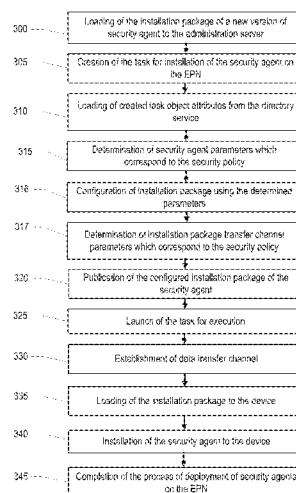 300
Loading of the installation package of a new version of
security agent to the administration server
305
Creation of the task for installation of the security agent on
the EPN
310
Loading of created task object attributes from the directory
service
315
Determination of security agent parameters which
correspond to the security policy
316
Configuration of installation package using the determined
parameters
317
Determination of installation package transfer channel
parameters which correspond to the security policy
320
Publication of the configured installation package of the
security agent
325
Launch of the task for execution
330
Establishment of data transfer channel
335
Loading of the installation package to the device
340
Installation of the security agent to the device
345
Completion of the process of deployment of security agents
on the EPN